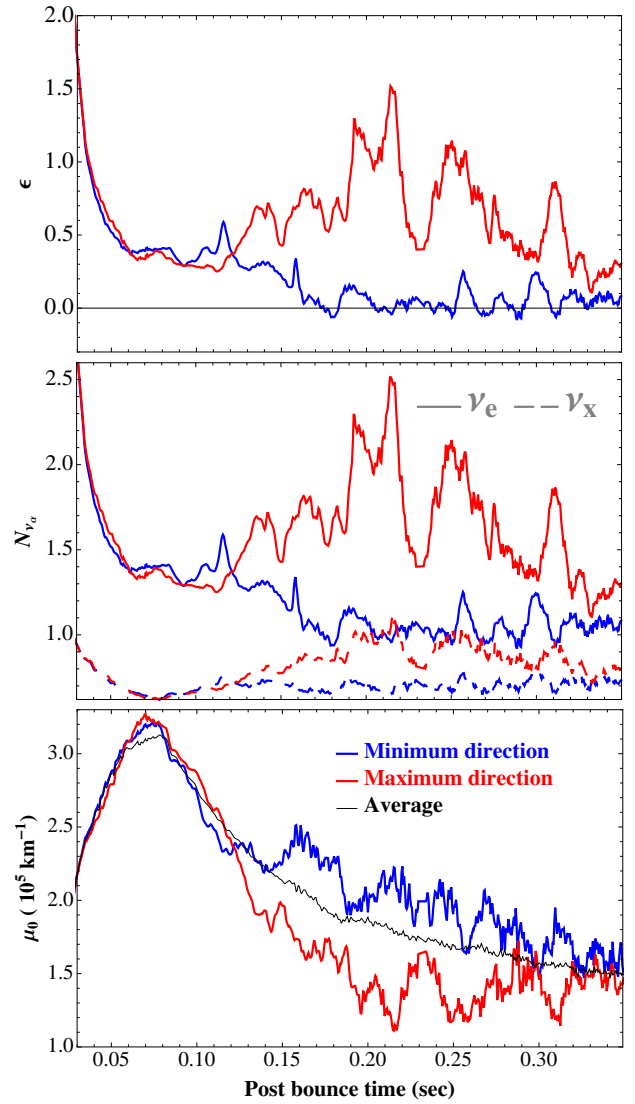 2.0
1.5
1.0
0.5
0.0
ϵ
2.5
2.0
1.5
1.0
N_{ν_α}
ν_e ν_x
3.0
2.5
2.0
1.5
1.0
μ_0 ( 10^5 km^{-1})
Minimum direction
Maximum direction
Average
0.05 0.10 0.15 0.20 0.25 0.30
Post bounce time (sec)